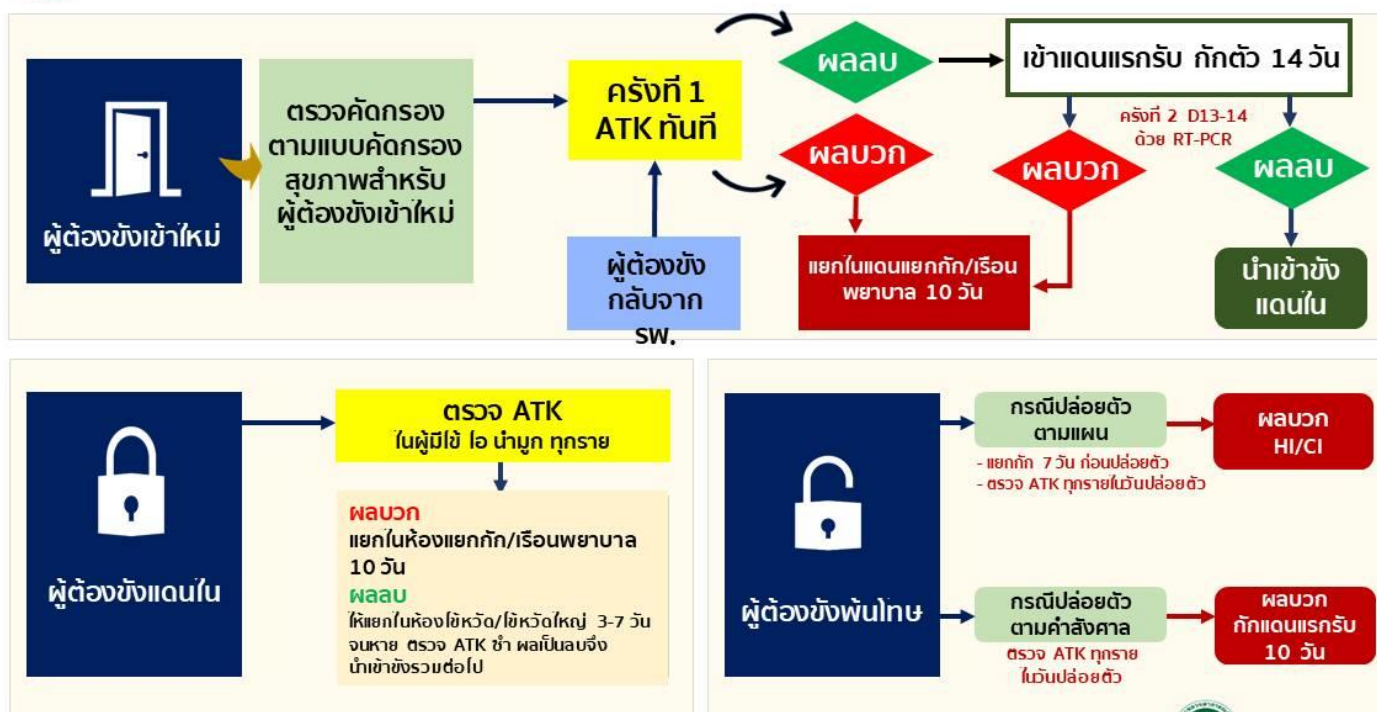 ผู้ต้องขังเข้าใหม่
ตรวจคัดกรอง
ตามแบบคัดกรอง
สุขภาพสำหรับ
ผู้ต้องขังเข้าใหม่
ครั้งที่ 1
ATK ทันที
ผู้ต้องขัง
กลับจาก
รพ.
ผลลบ
ผลบวก
เข้าแดนแรกรับ กักตัว 14 วัน
ครั้งที่ 2 D13-14
ด้วย RT-PCR
ผลบวก
ผลลบ
แยกในแดนแยกกัก/เรือน
พยาบาล 10 วัน
นำเข้าขัง
แดนใน
ผู้ต้องขังแดนใน
ตรวจ ATK
ในผู้มีไข้ ไอ น้ำมูก ทุกราย
ผลบวก
แยกในห้องแยกกัก/เรือนพยาบาล
10 วัน
ผลลบ
ให้แยกในห้องไข้หวัด/ไข้หวัดใหญ่ 3-7 วัน
จนหาย ตรวจ ATK ซ้ำ ผลเป็นลบจึง
นำเข้าขังรวมต่อไป
ผู้ต้องขังพ้นโทษ
กรณีปล่อยตัว
ตามแผน
- แยกกัก 7 วัน ก่อนปล่อยตัว
- ตรวจ ATK ทุกรายในวันปล่อยตัว
ผลบวก
HI/CI
กรณีปล่อยตัว
ตามคำสั่งศาล
ตรวจ ATK ทุกราย
ในวันปล่อยตัว
ผลบวก
กักแดนแรกรับ
10 วัน